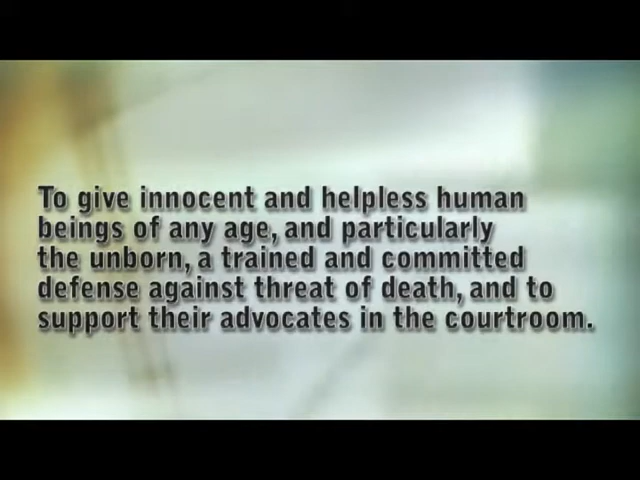 To give innocent and helpless human
beings of any age, and particularly
the unborn, a trained and committed
defense against threat of death, and to
support their advocates in the courtroom.